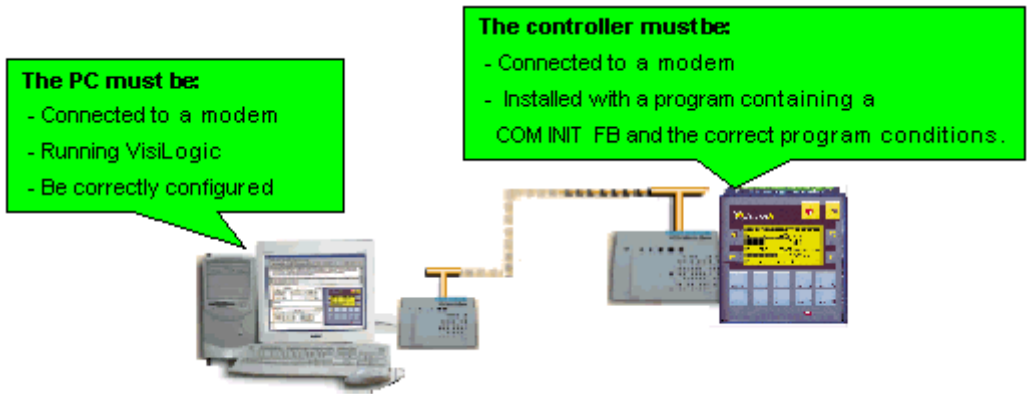 The PC must be:
- Connected to a modem
- Running VisiLogic
- Be correctly configured
The controller must be:
- Connected to a modem
- Installed with a program containing a
COM INIT FB and the correct program conditions.